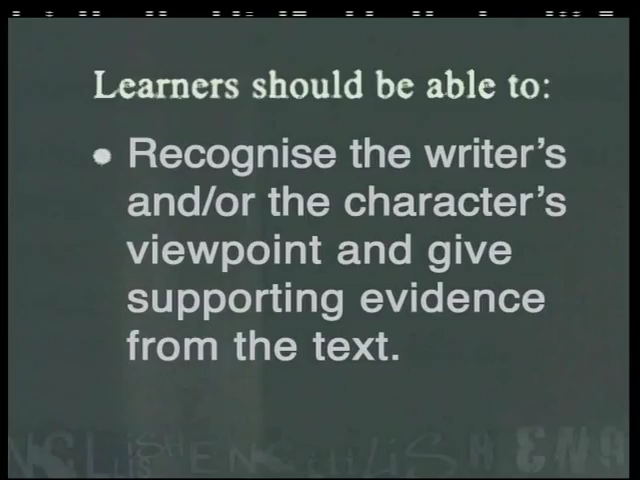 Learners should be able to:
• Recognise the writer's
and/or the character's
viewpoint and give
supporting evidence
from the text.